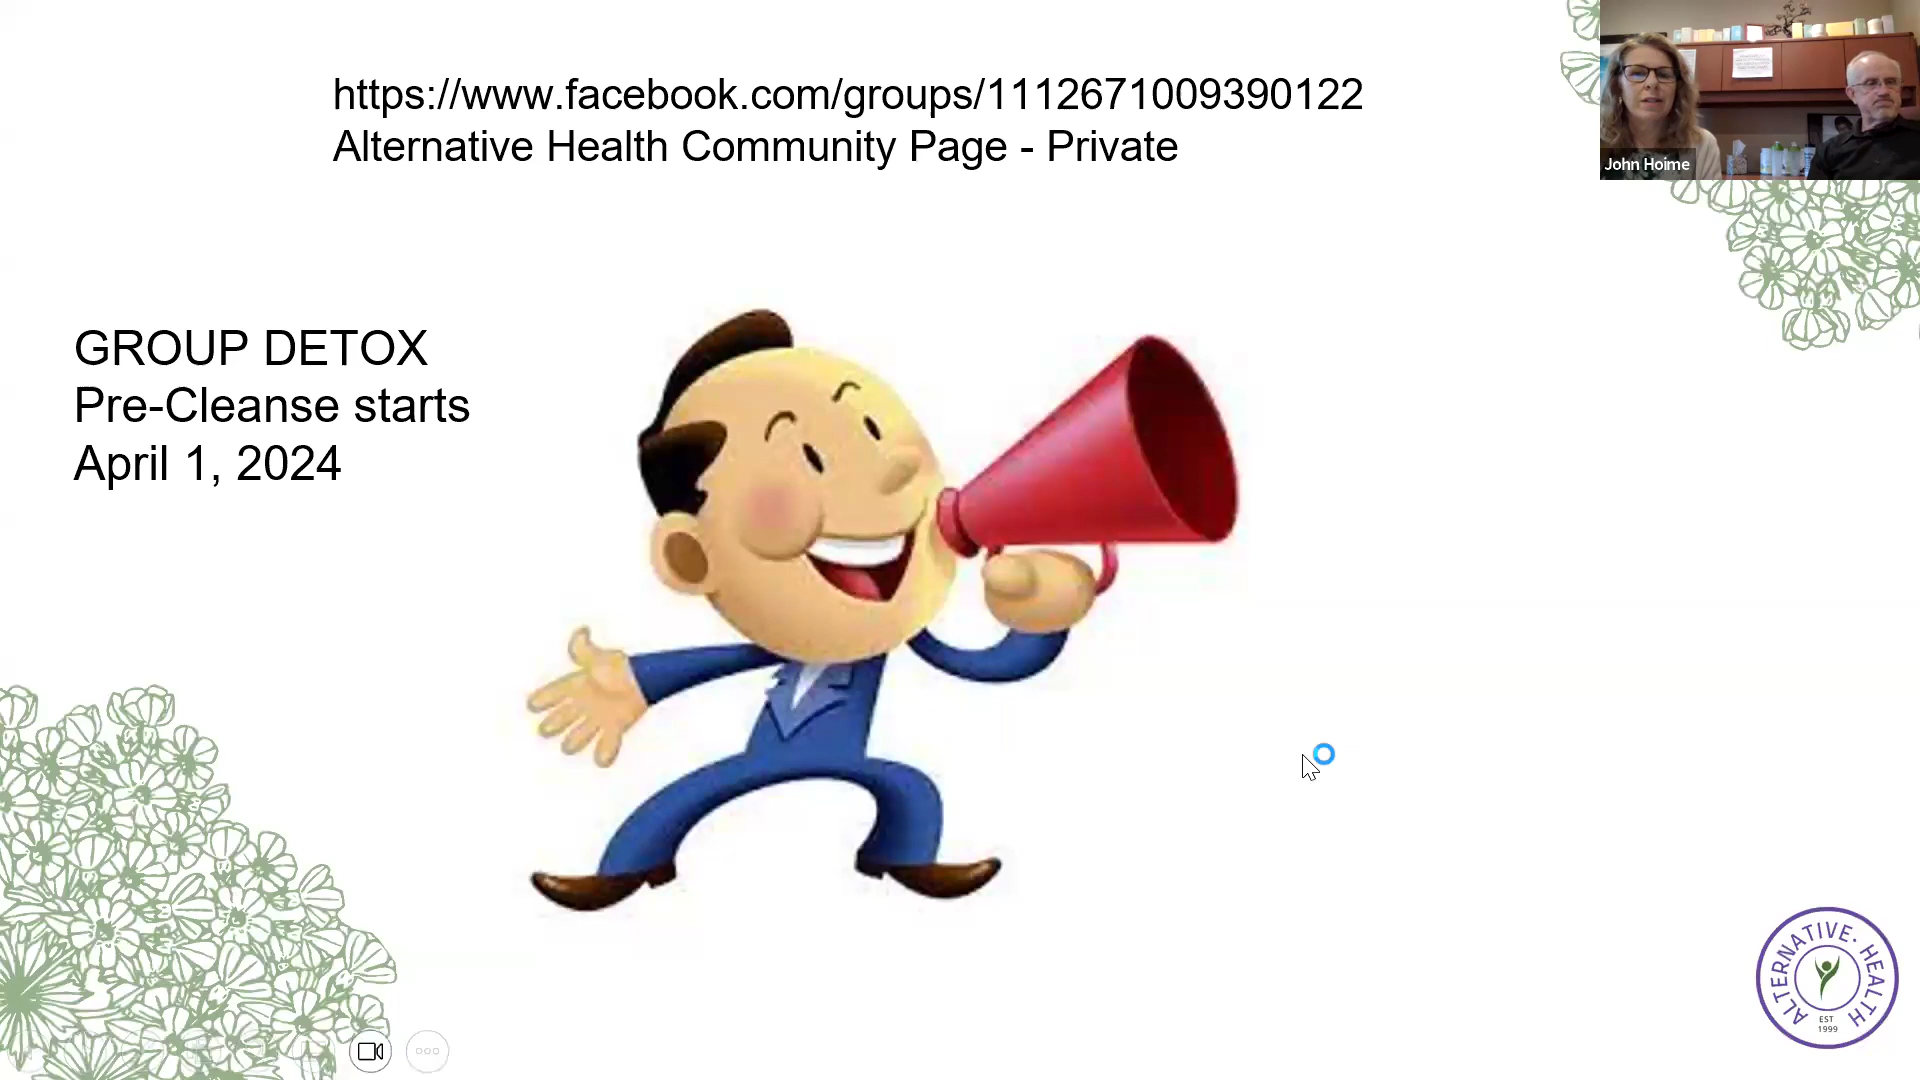 https://www.facebook.com/groups/1112671009390122
Alternative Health Community Page - Private
John Hoime
GROUP DETOX
Pre-Cleanse starts
April 1, 2024
ALTERNATIVE· HEALTH
EST
1999